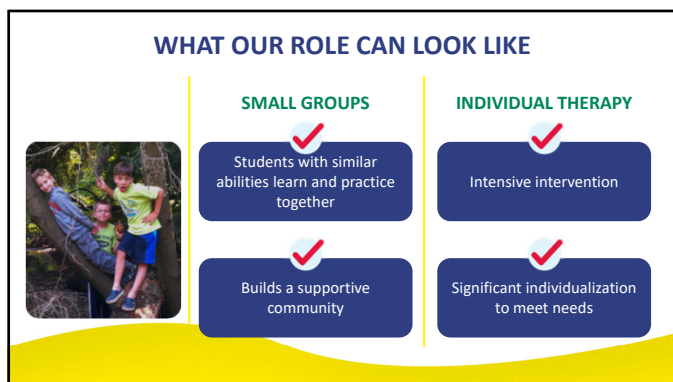 WHAT OUR ROLE CAN LOOK LIKE
SMALL GROUPS
Students with similar
abilities learn and practice
together
Builds a supportive
community
INDIVIDUAL THERAPY
Intensive intervention
Significant individualization
to meet needs